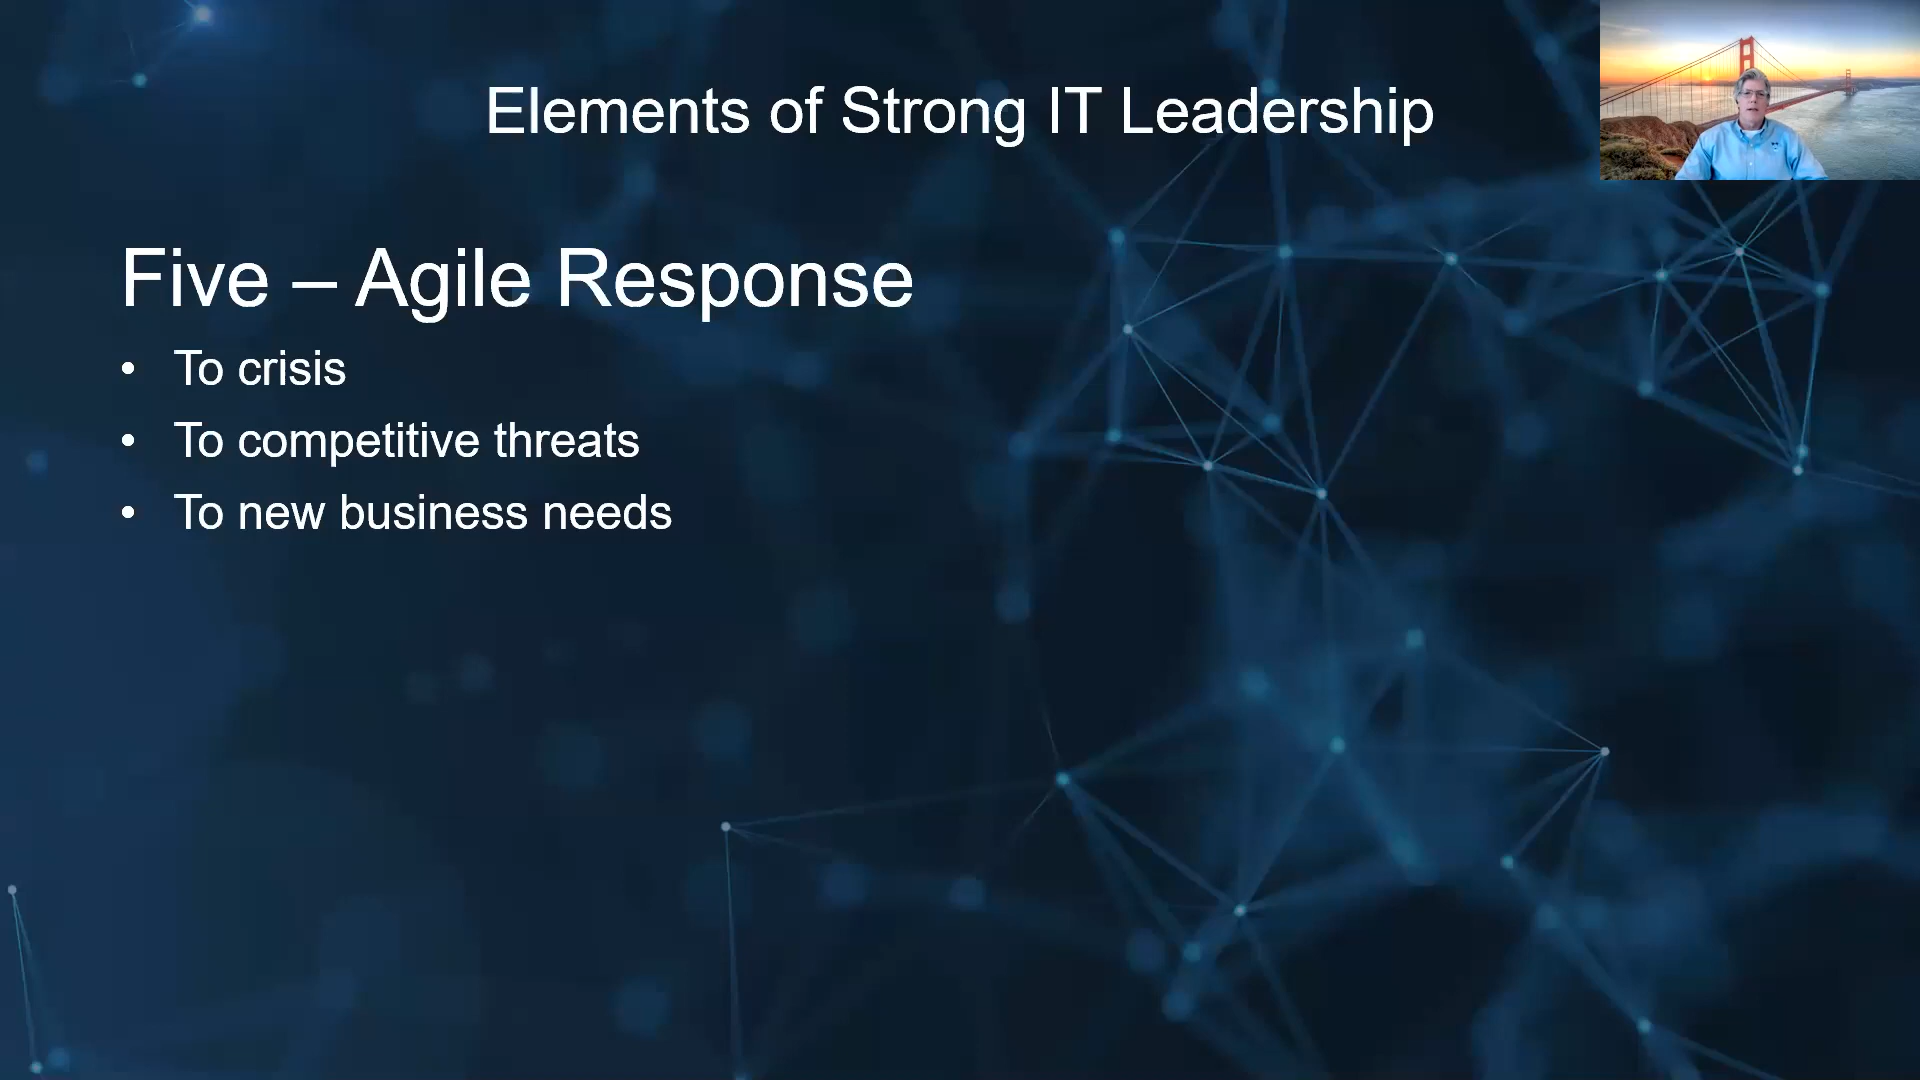 Elements of Strong IT Leadership
Five – Agile Response
• To crisis
• To competitive threats
• To new business needs